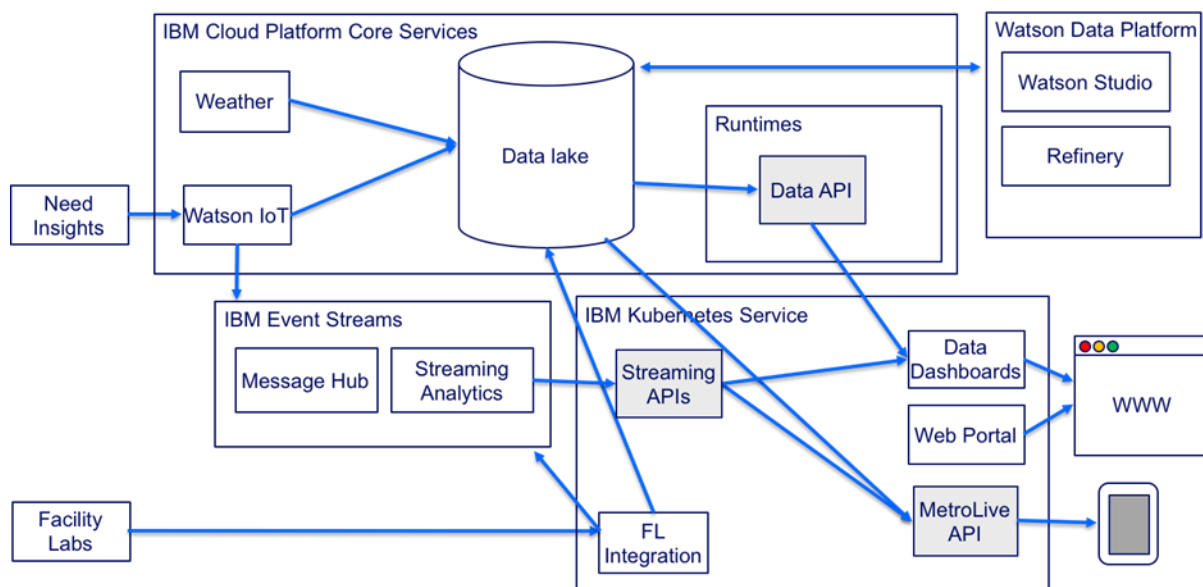 IBM Cloud Platform Core Services
Watson Data Platform
Weather
Watson Studio
Data lake
Runtimes
Refinery
Data API
Need
Insights
Watson IoT
IBM Event Streams
IBM Kubernetes Service
Message Hub
Streaming
Analytics
Streaming
APIs
Data
Dashboards
WWW
Web Portal
Facility
Labs
FL
Integration
MetroLive
API